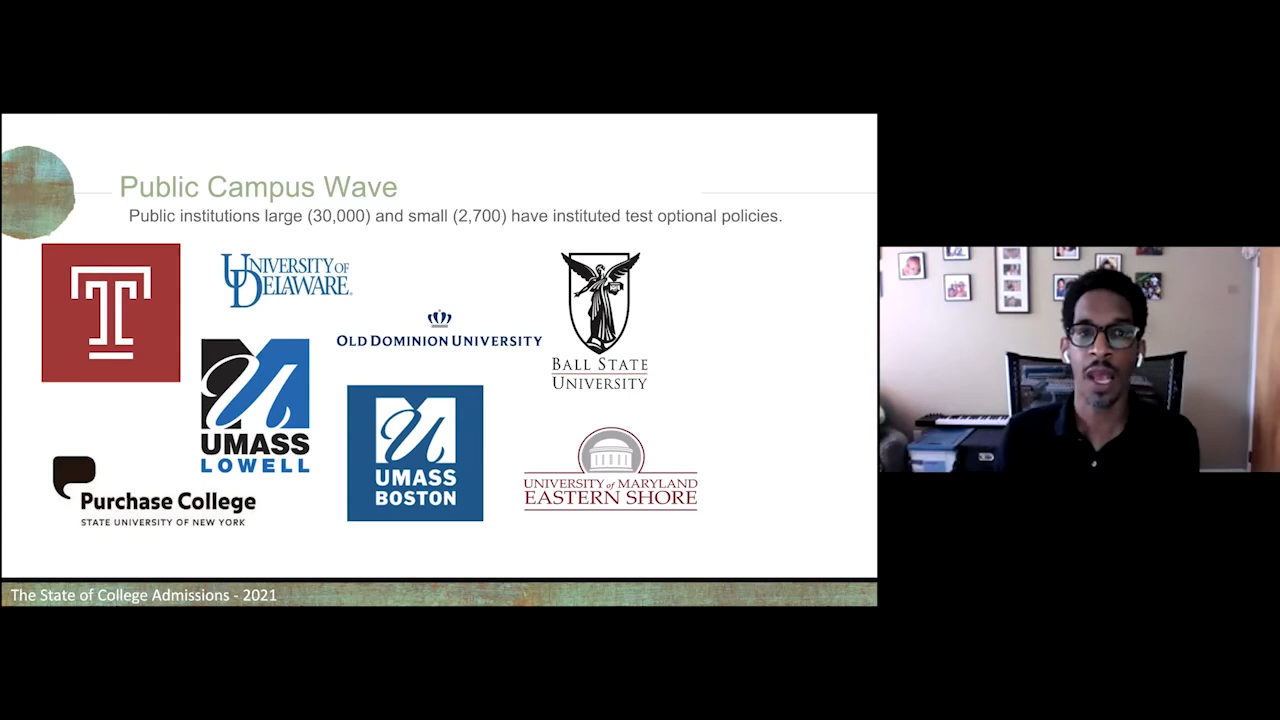 Public Campus Wave
Public institutions large (30,000) and small (2,700) have instituted test optional policies.
T
UNIVERSITY OF
DELAWARE
OLD DOMINION UNIVERSITY
BALL STATE
UNIVERSITY
UMASS
LOWELL
UMASS
BOSTON
UNIVERSITY of MARYLAND
EASTERN SHORE
Purchase College
STATE UNIVERSITY OF NEW YORK
The State of College Admissions - 2021